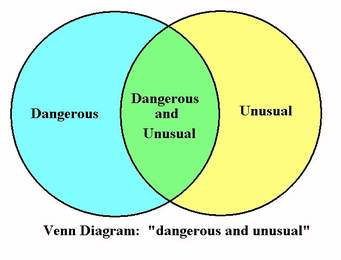 Dangerous
Dangerous
and
Unusual
Unusual
Venn Diagram: "dangerous and unusual"